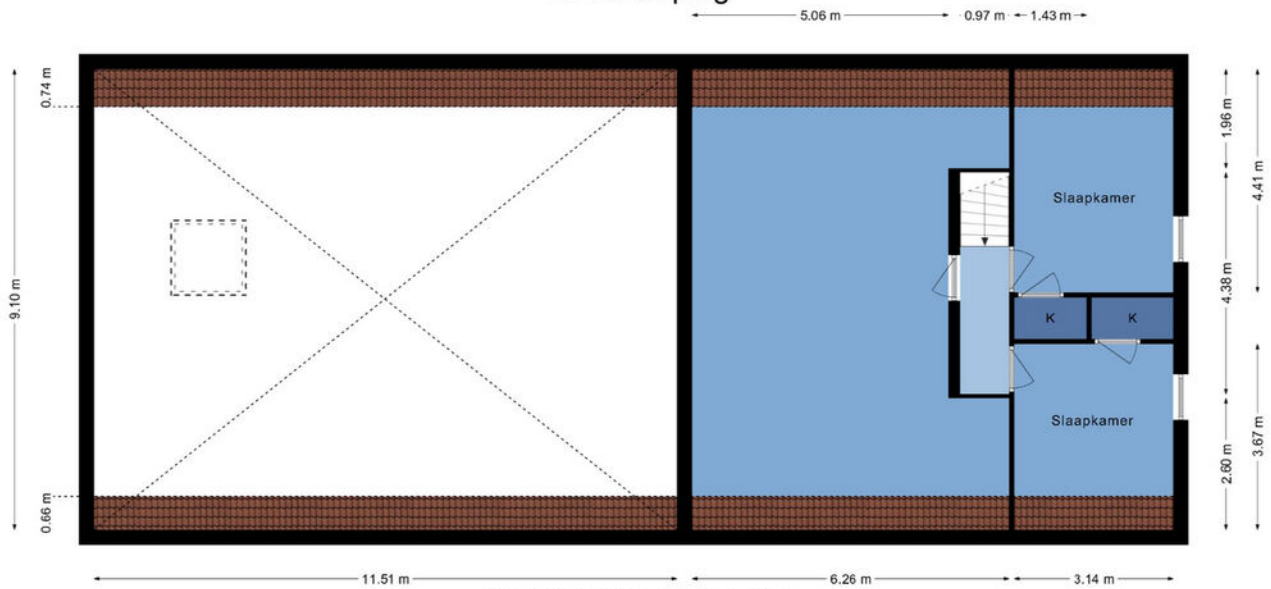 5.06 m
0.97 m
1.43 m
0.74 m
1.96 m
4.41 m
Slaapkamer
9.10 m
4.38 m
K
K
Slaapkamer
3.67 m
2.60 m
0.66 m
11.51 m
6.26 m
3.14 m